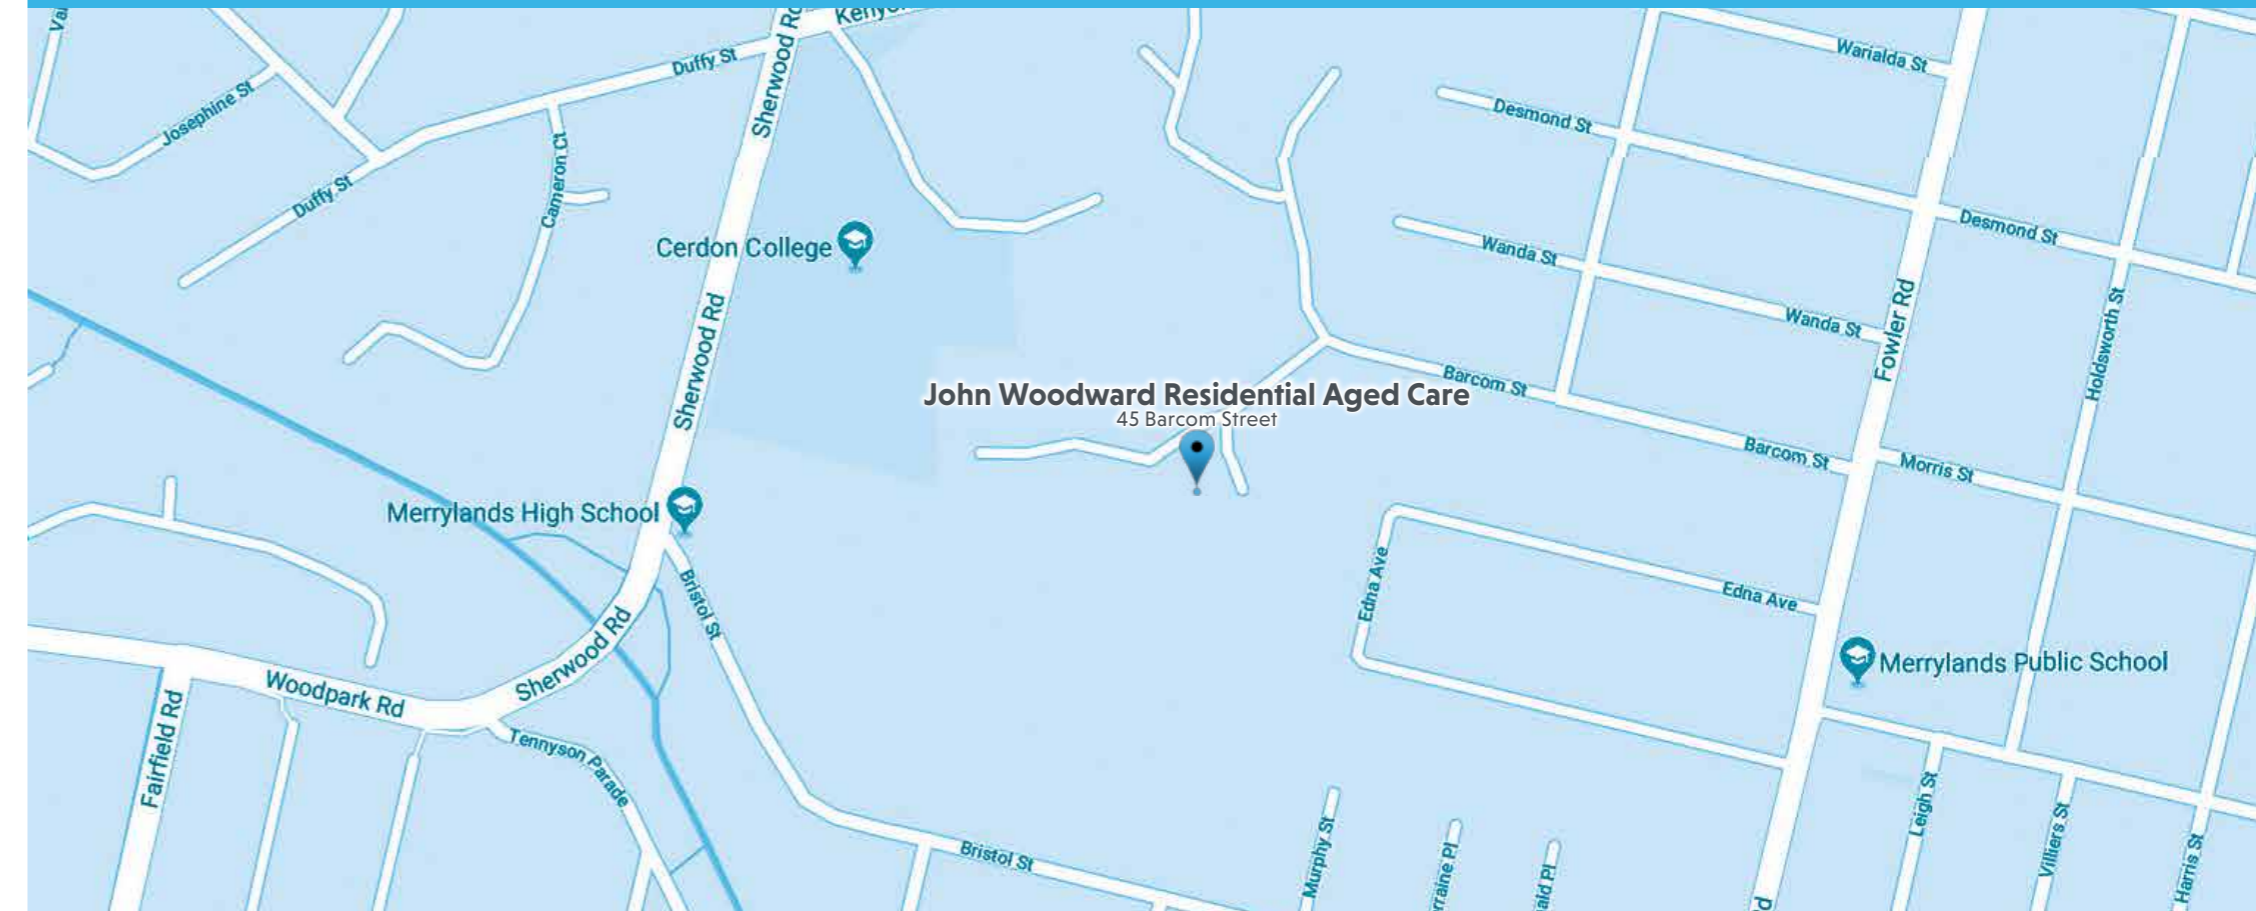 Sherwood Rd
Duffy St
Warialda St
Josephine St
Desmond St
Duffy St
Cameron Ct
Cerdon College
Desmond St
Wanda St
Sherwood Rd
Wanda St
Fowler Rd
Holdsworth St
John Woodward Residential Aged Care
45 Barcom Street
Barcom St
Barcom St
Morris St
Merrylands High School
Bristol St
Edna Ave
Edna Ave
Sherwood Rd
Merrylands Public School
Woodpark Rd
Fairfield Rd
Tennyson Parade
Bristol St
Murphy St
Leigh St
Villiers St
Harris St